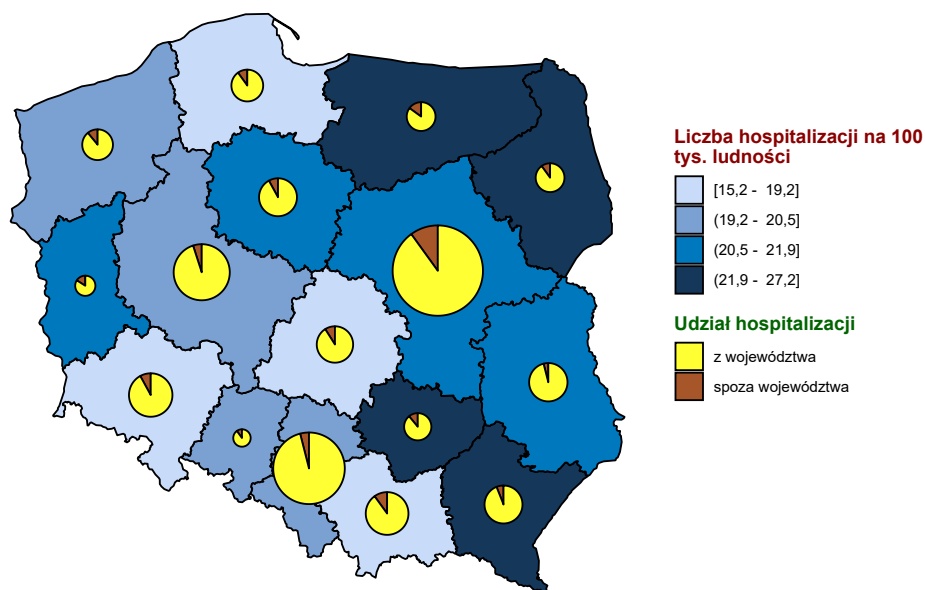 Liczba hospitalizacji na 100
tys. ludności
[15,2 - 19,2]
(19,2 - 20,5]
(20,5 - 21,9]
(21,9 - 27,2]
Udział hospitalizacji
z województwa
spoza województwa